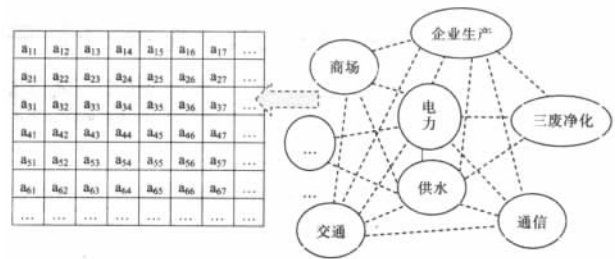 a11 a12 a13 a14 a15 a16 a17 …
a21 a22 a23 a24 a25 a26 a27 …
a31 a32 a33 a34 a35 a36 a37 …
a41 a42 a43 a44 a45 a46 a47 …
a51 a52 a53 a54 a55 a56 a57 …
a61 a62 a63 a64 a65 a66 a67 …
… … … … … … … …
企业生产
商场
电
力
三废净化
…
供水
…
交通
通信